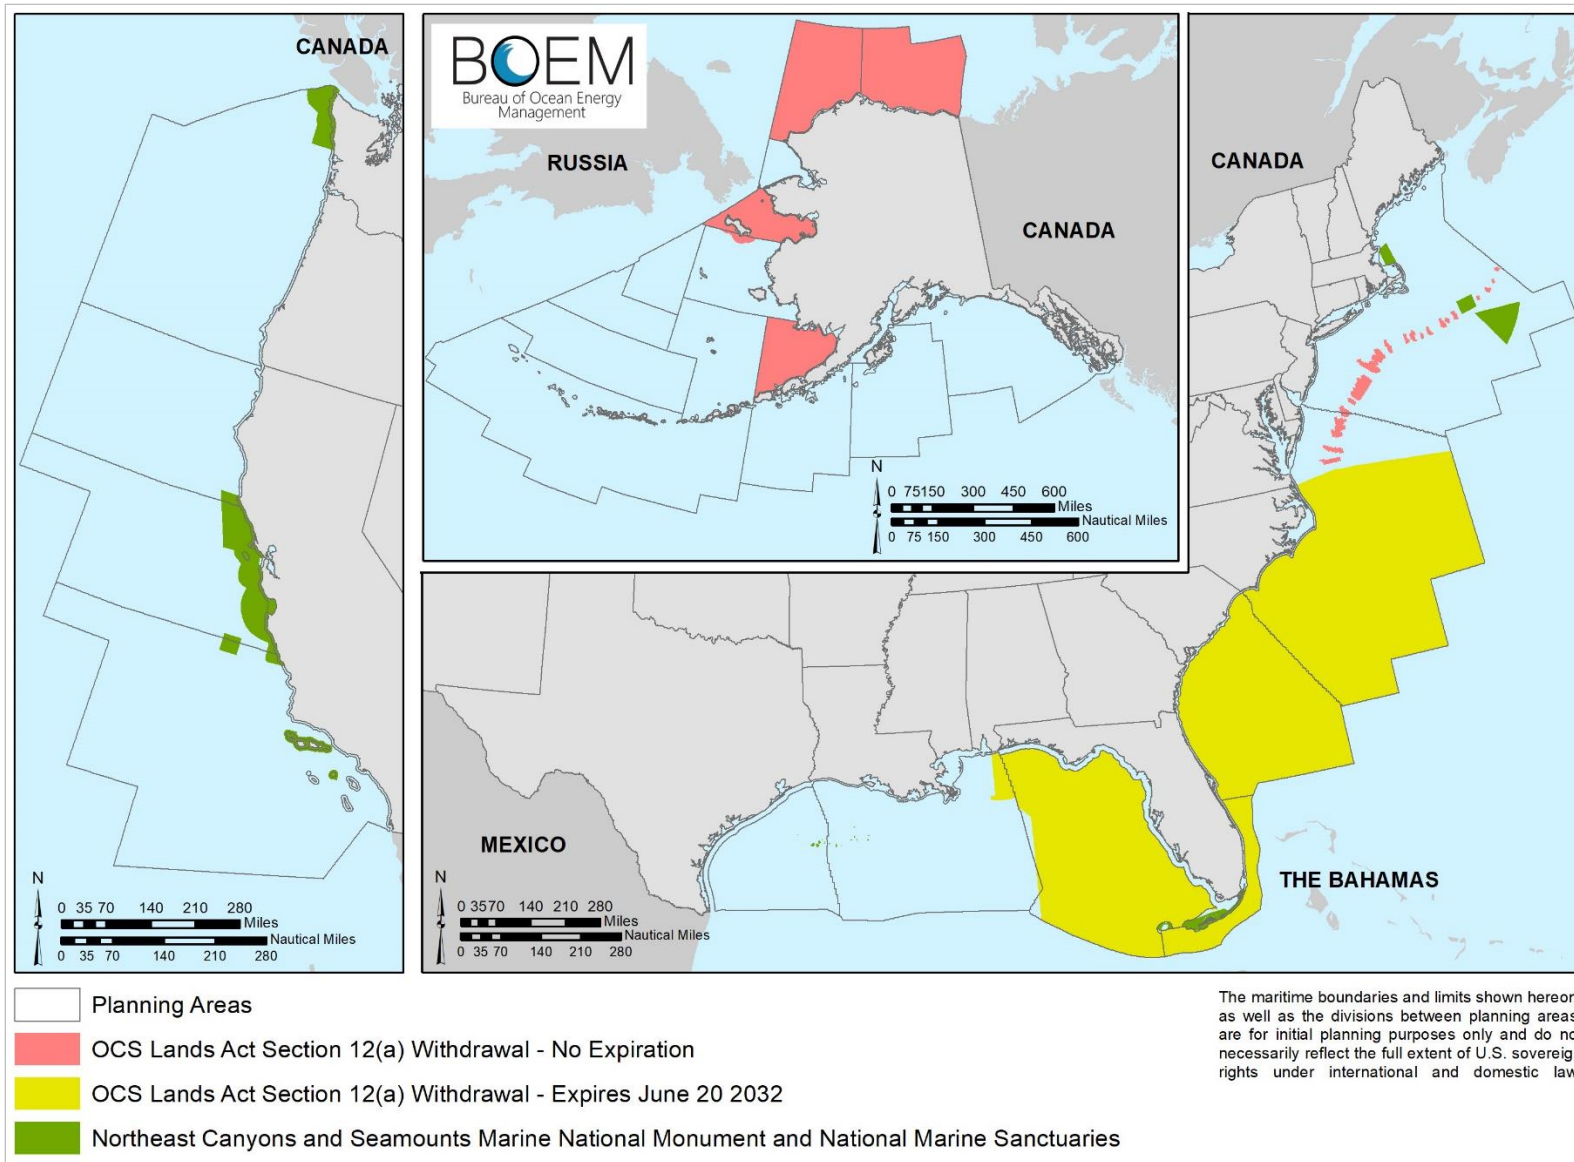 CANADA
BOEM
Bureau of Ocean Energy
Management
RUSSIA
CANADA
CANADA
N
0 75150 300 450 600
Miles
Nautical Miles
0 75 150 300 450 600
MEXICO
THE BAHAMAS
N
0 35 70 140 210 280
Miles
Nautical Miles
0 35 70 140 210 280
N
0 3570 140 210 280
Miles
Nautical Miles
0 35 70 140 210 280
Planning Areas
OCS Lands Act Section 12(a) Withdrawal - No Expiration
OCS Lands Act Section 12(a) Withdrawal - Expires June 20 2032
Northeast Canyons and Seamounts Marine National Monument and National Marine Sanctuaries
The maritime boundaries and limits shown hereon
as well as the divisions between planning areas
are for initial planning purposes only and do no
necessarily reflect the full extent of U.S. sovereig
rights under international and domestic law